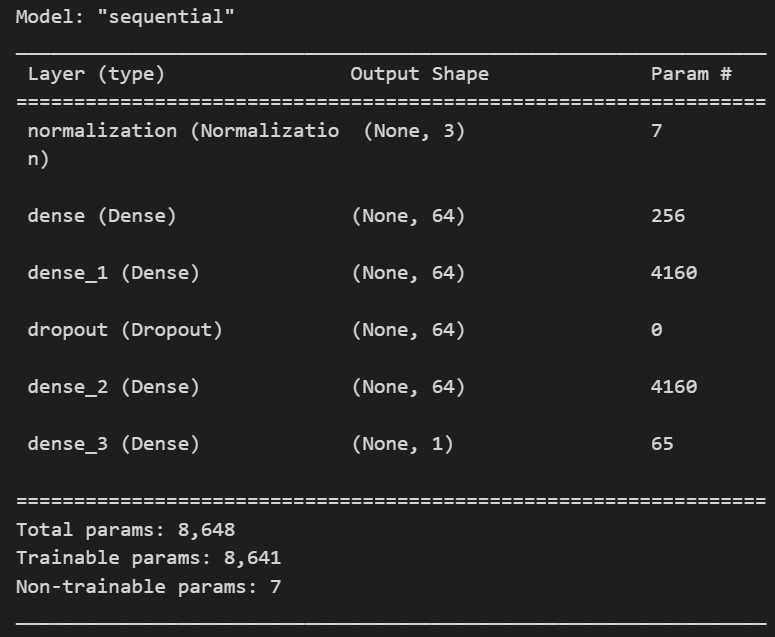 Model: "sequential"
_________________________________________________________________
Layer (type)                Output Shape              Param #
=================================================================
normalization (Normalizatio  (None, 3)                7
n)
dense (Dense)               (None, 64)                256
dense_1 (Dense)             (None, 64)                4160
dropout (Dropout)           (None, 64)                0
dense_2 (Dense)             (None, 64)                4160
dense_3 (Dense)             (None, 1)                 65
=================================================================
Total params: 8,648
Trainable params: 8,641
Non-trainable params: 7
_________________________________________________________________